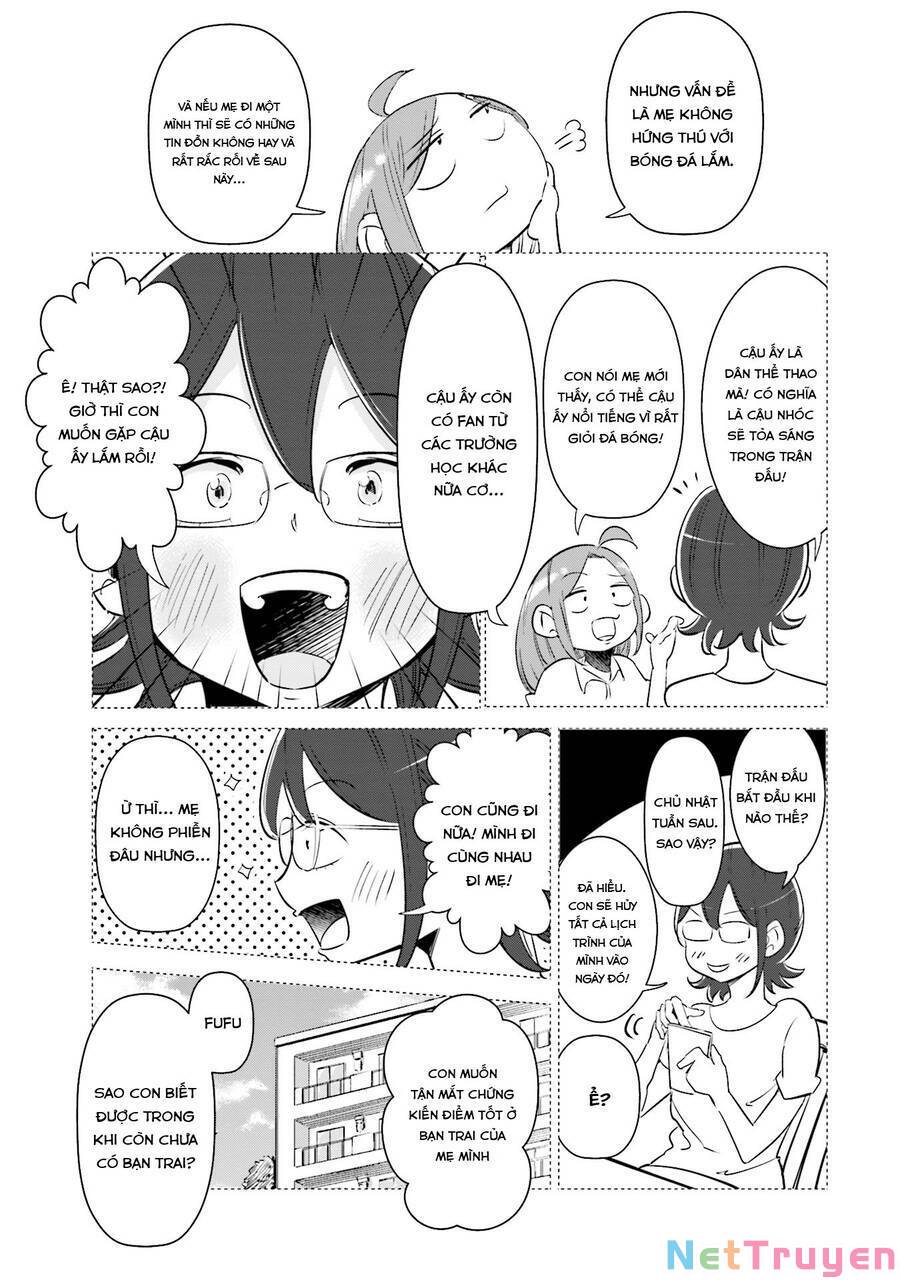 NHƯNG VẤN ĐỀ
LÀ MẸ KHÔNG
HỨNG THÚ VỚI
BÓNG ĐÁ LẮM.
VÀ NẾU MẸ ĐI MỘT
MÌNH THÌ SẼ CÓ NHỮNG
TIN ĐỒN KHÔNG HAY VÀ
RẤT RẮC RỐI VỀ SAU
NÀY...
CẬU ẤY LÀ
DÂN THỂ THAO
MÀ! CÓ NGHĨA
LÀ CẬU NHÓC
SẼ TỎA SÁNG
TRONG TRẬN
ĐẤU!
CON NÓI MẸ MỚI
THẤY, CÓ THỂ CẬU
ẤY NỔI TIẾNG VÌ RẤT
GIỎI ĐÁ BÓNG!
CẬU ẤY CÒN
CÓ FAN TỪ
CÁC TRƯỜNG
HỌC KHÁC
NỮA CƠ...
Ê! THẬT SAO?!
GIỜ THÌ CON
MUỐN GẶP CẬU
ẤY LẮM RỒI!
TRẬN ĐẤU
BẮT ĐẦU KHI
NÀO THẾ?
CHỦ NHẬT
TUẦN SAU.
SAO VẬY?
ĐÃ HIỂU.
CON SẼ HỦY
TẤT CẢ LỊCH
TRÌNH CỦA
MÌNH VÀO
NGÀY ĐÓ!
Ể?
CON CŨNG ĐI
NỮA! MÌNH ĐI
CÙNG NHAU
ĐI MẸ!
Ừ THÌ... MẸ
KHÔNG PHIỀN
ĐÂU NHƯNG...
CON MUỐN
TẬN MẮT CHỨNG
KIẾN ĐIỂM TỐT Ở
BẠN TRAI CỦA
MẸ MÌNH
FUFU
SAO CON BIẾT
ĐƯỢC TRONG
KHI CÒN CHƯA
CÓ BẠN TRAI?
NetTruyen